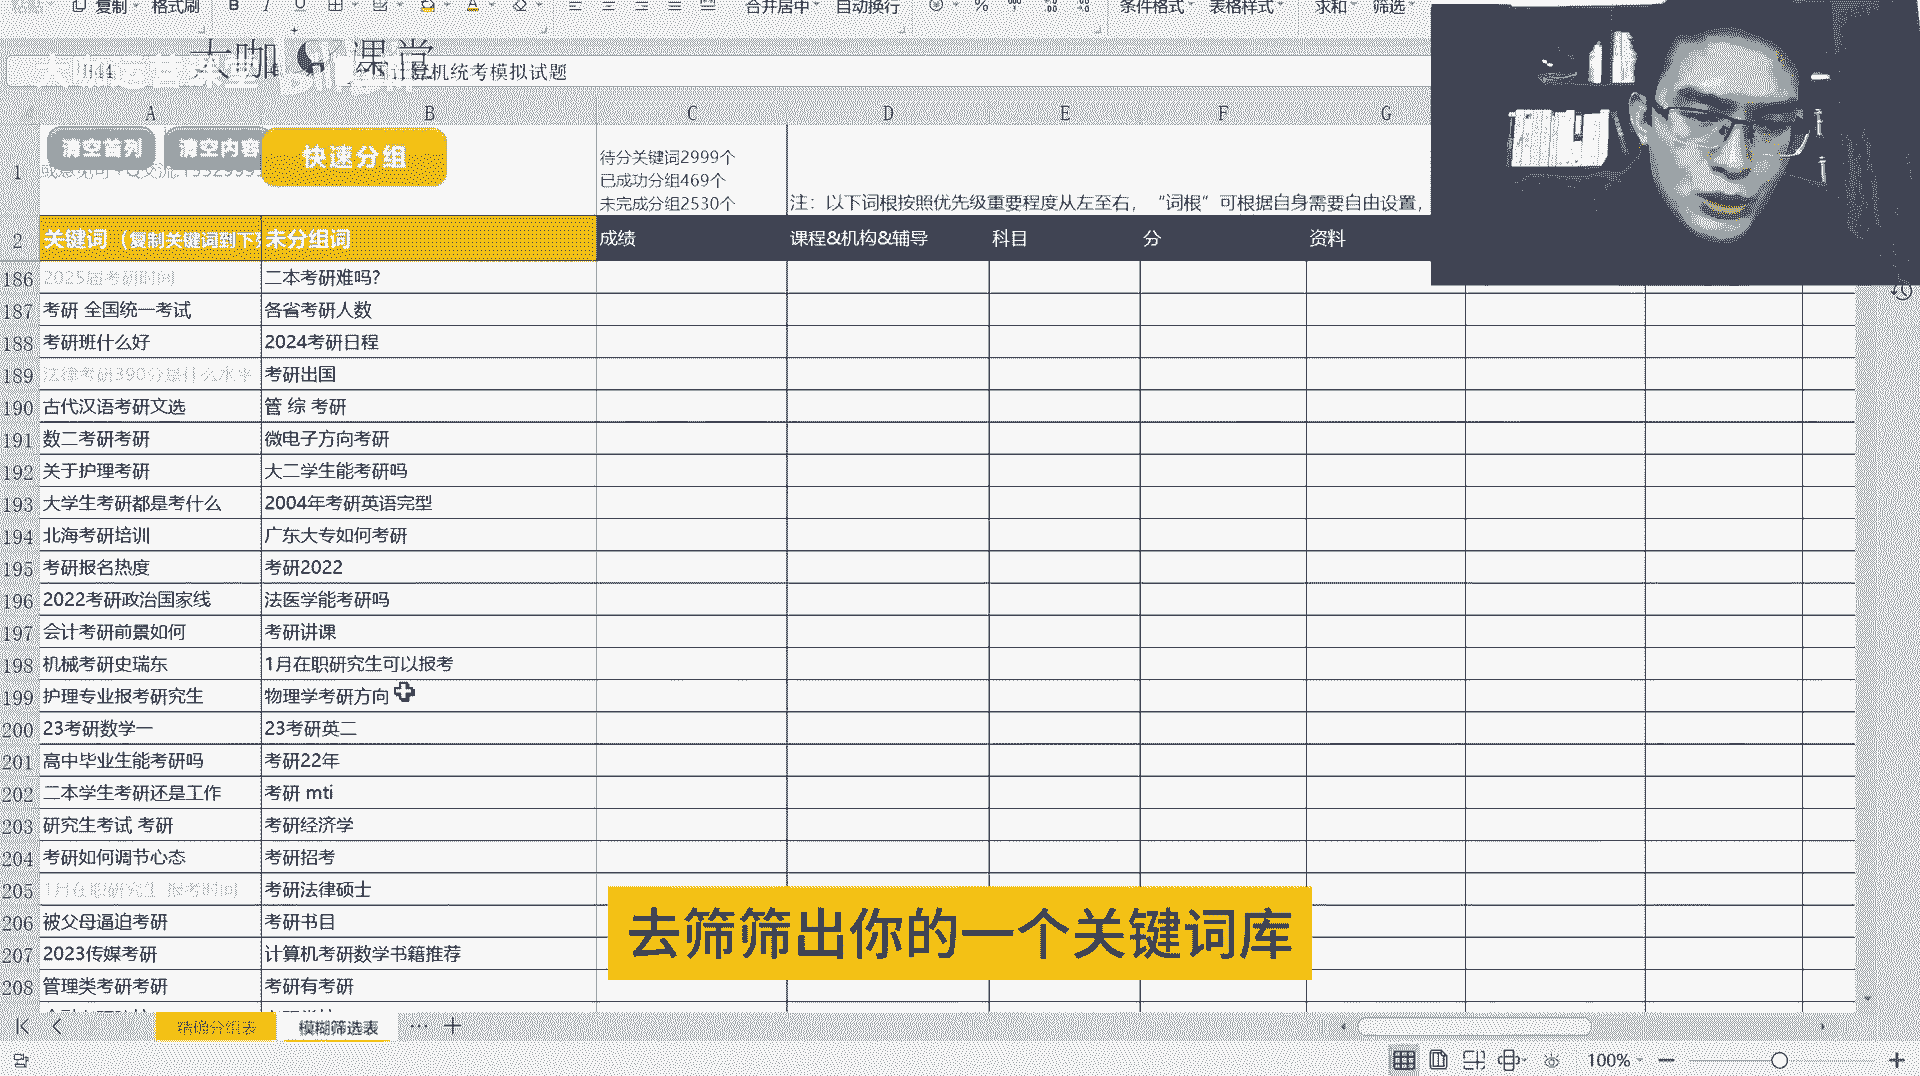 复制 格式刷 B I U 合并居中 自动换行 % 条件格式 表格样式 求和 筛选
大咖 课堂
H44 计算机统考模拟试题
A B C D E F G
清空首列 清空内容 快速分组
待分关键词2999个
已成功分组469个
未完成分组2530个
注：以下词根按照优先级重要程度从左至右，“词根”可根据自身需要自由设置，
1
2 关键词（复制关键词到下 未分组词 成绩 课程&机构&辅导 科目 分 资料
186 2025届考研时间 二本考研难吗?
187 考研 全国统一考试 各省考研人数
188 考研班什么好 2024考研日程
189 法律考研390分是什么水平 考研出国
190 古代汉语考研文选 管 综 考研
191 数二考研考研 微电子方向考研
192 关于护理考研 大二学生能考研吗
193 大学生考研都是考什么 2004年考研英语完型
194 北海考研培训 广东大专如何考研
195 考研报名热度 考研2022
196 2022考研政治国家线 法医学能考研吗
197 会计考研前景如何 考研讲课
198 机械考研史瑞东 1月在职研究生可以报考
199 护理专业报考研究生 物理学考研方向
200 23考研数学一 23考研英二
201 高中毕业生能考研吗 考研22年
202 二本学生考研还是工作 考研 mti
203 研究生考试 考研 考研经济学
204 考研如何调节心态 考研招考
205 1月在职研究生 报考时间 考研法律硕士
206 被父母逼迫考研 考研书目
207 2023传媒考研 计算机考研数学书籍推荐
208 管理类考研考研 考研有考研
去筛筛出你的一个关键词库
精确分组表 模糊筛选表 ··· +
100%